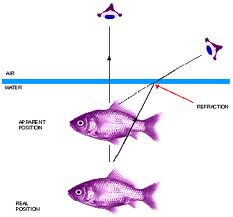 AIR
WATER
REFRACTION
APPARENT
POSITION
REAL
POSITION